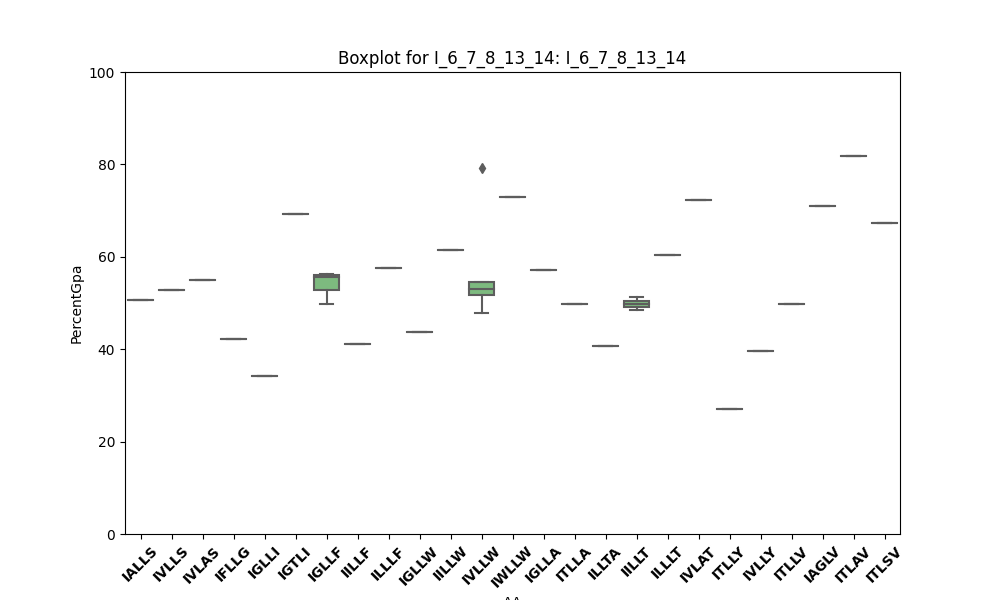 Boxplot for I_6_7_8_13_14: I_6_7_8_13_14
100
80
60
40
20
0
PercentGpa
IALLS
IVLLS
IVLAS
IFLLG
IGLLI
IGTLI
IGLLF
IILLF
ILLLF
IGLLW
IILLW
IVLLW
IWLLW
IGLLA
ITLLA
ILLTA
IILLT
ILLLT
IVLAT
ITLLY
IVLLY
ITLLV
IAGLV
ITLAV
ITLSV